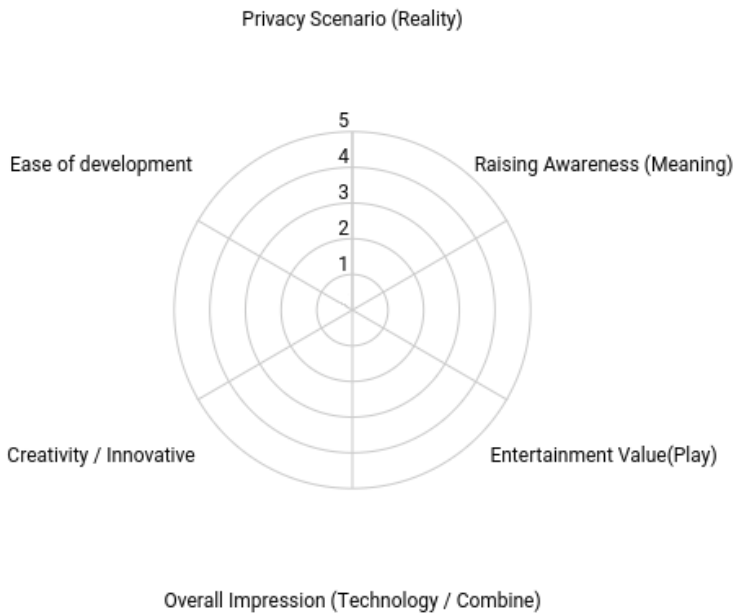 Privacy Scenario (Reality)
5
Ease of development
4
Raising Awareness (Meaning)
3
2
1
Creativity / Innovative
Entertainment Value(Play)
Overall Impression (Technology / Combine)